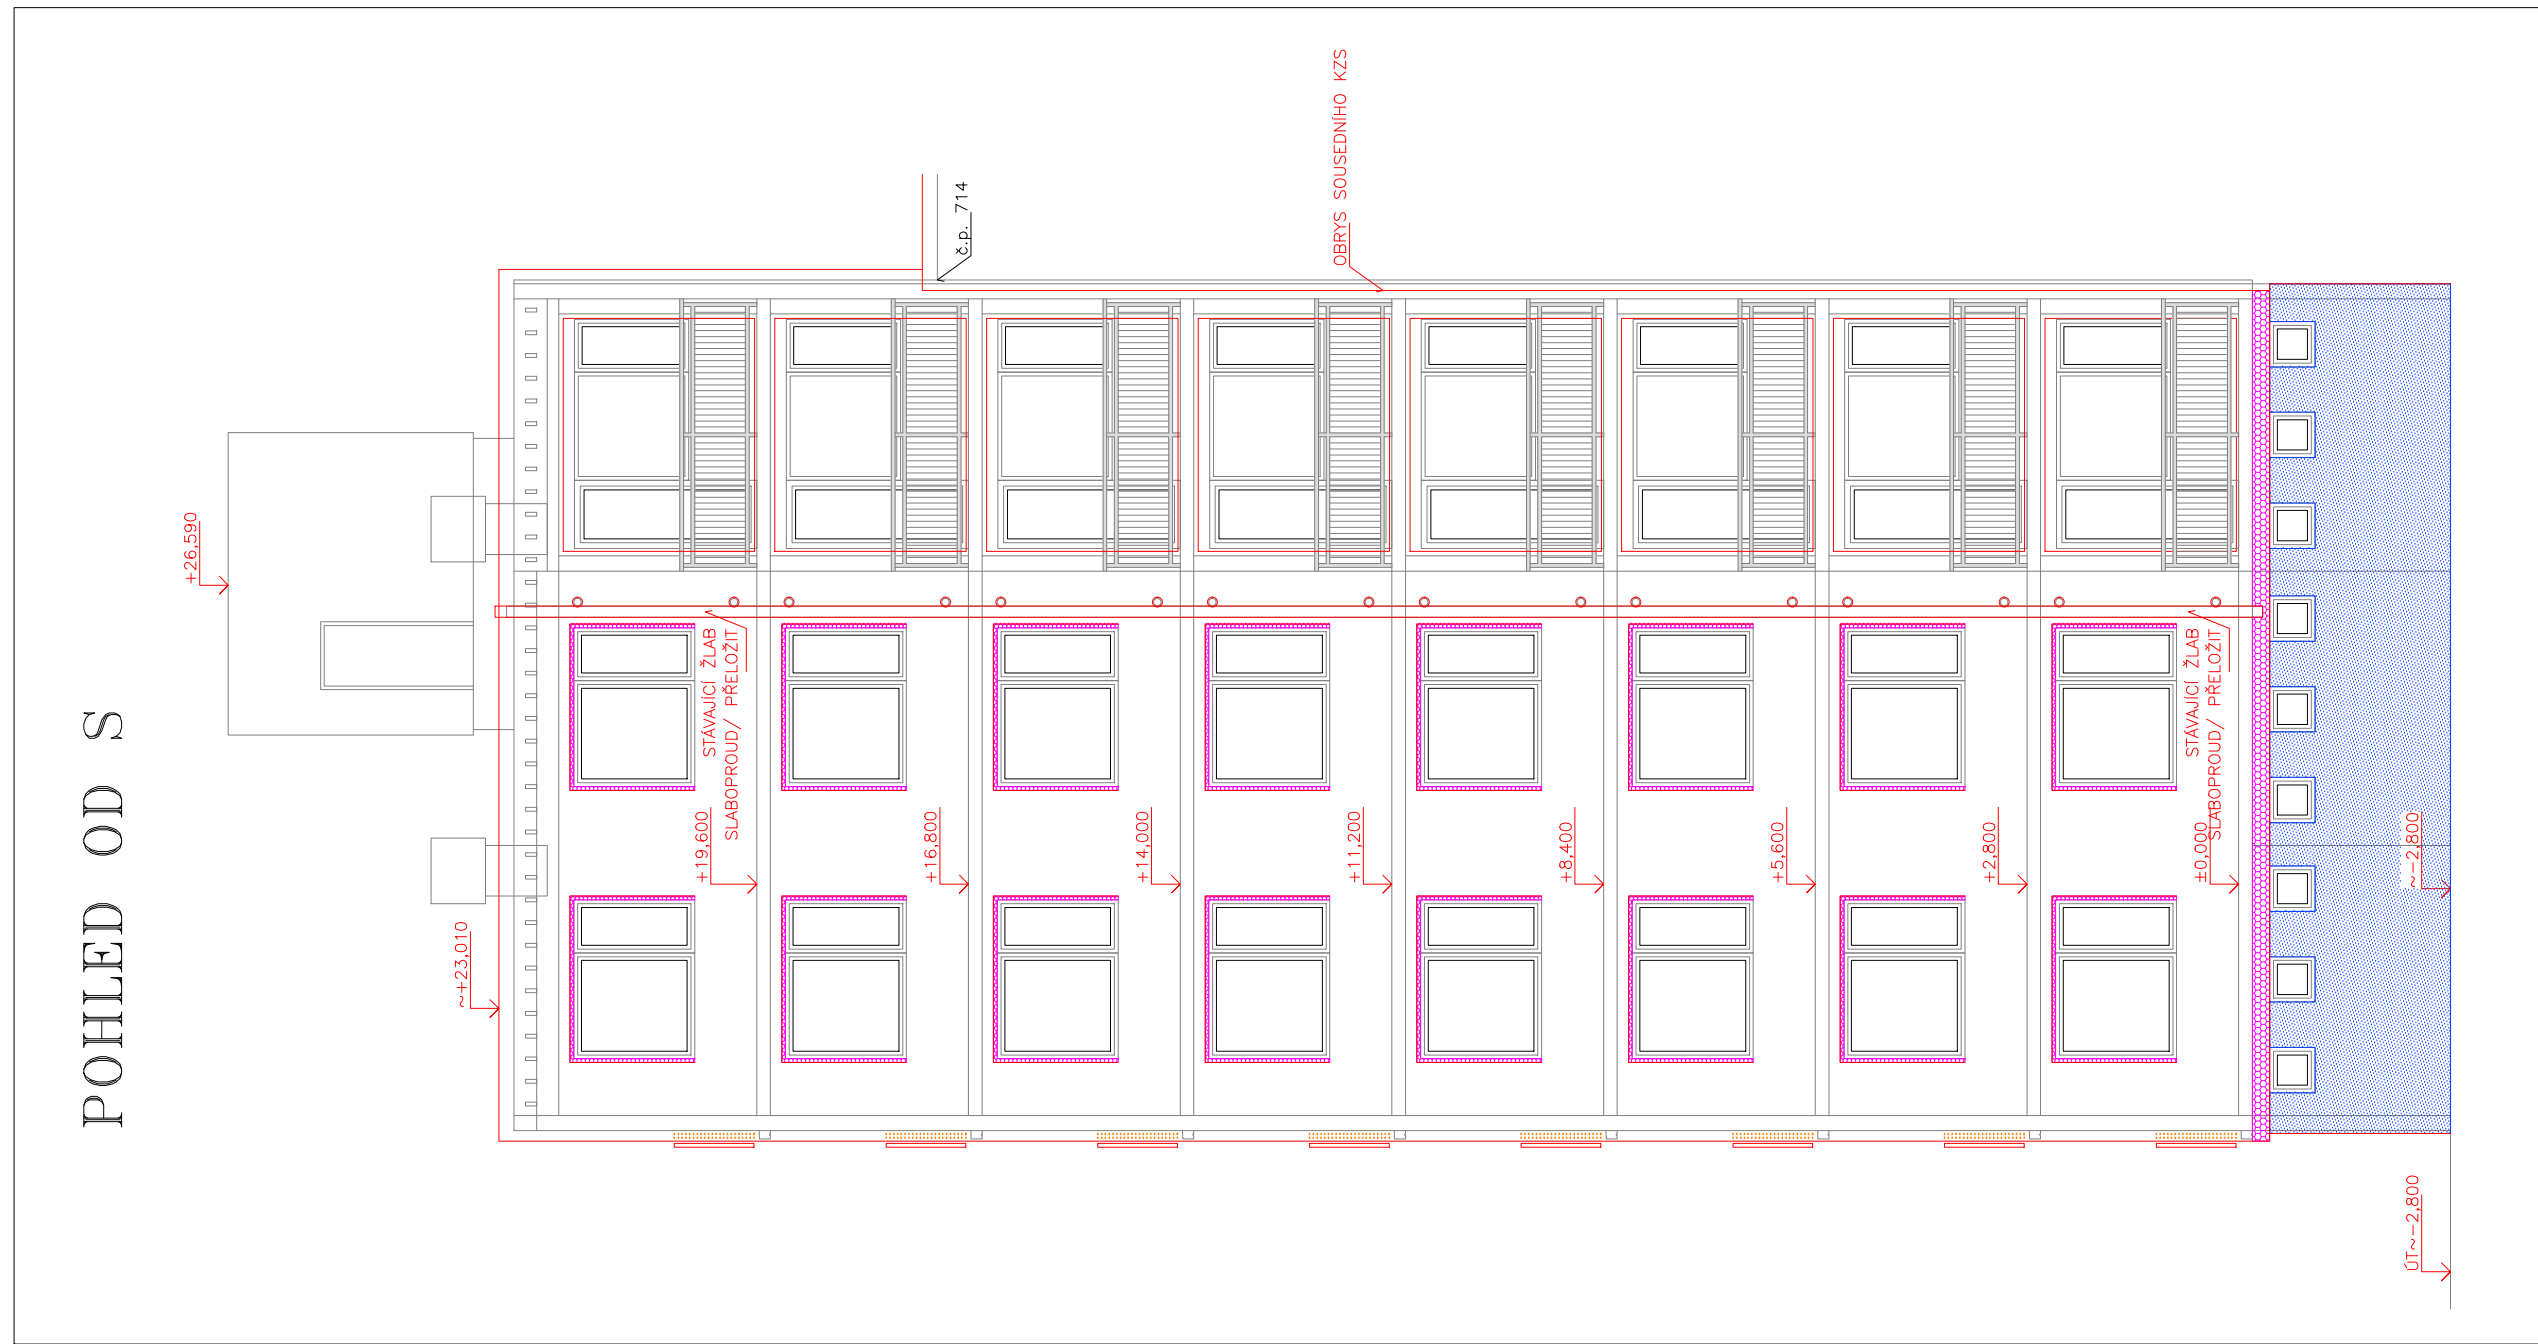 POHLED OD S
+26,590
~+23,010
č.p. 714
OBRYS SOUSEDNÍHO KZS
STÁVAJÍCÍ ŽLAB
SLABOPROUD/ PŘELOŽIT
+19,600
+16,800
+14,000
+11,200
+8,400
+5,600
+2,800
±0,000
STÁVAJÍCÍ ŽLAB
SLABOPROUD/ PŘELOŽIT
~-2,800
ÚT~-2,800